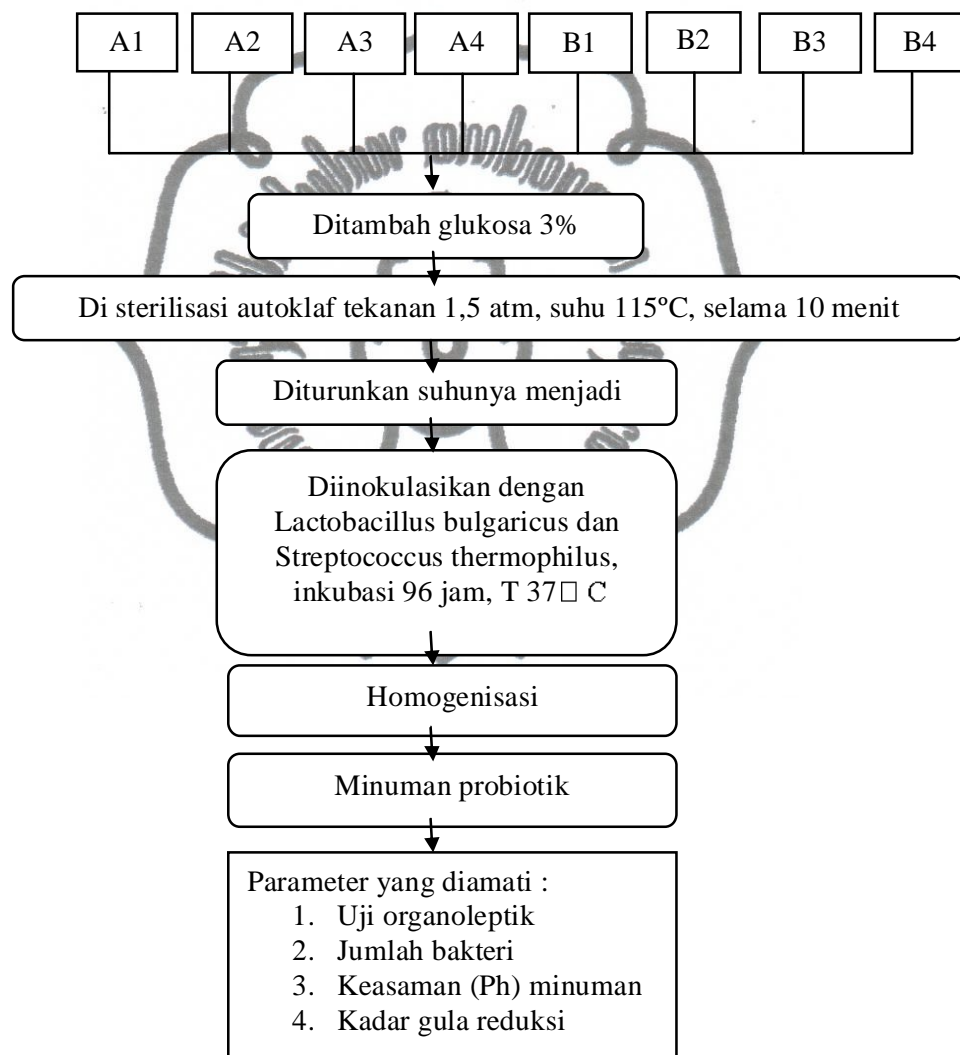 A1 A2 A3 A4 B1 B2 B3 B4
Ditambah glukosa 3%
Di sterilisasi autoklaf tekanan 1,5 atm, suhu 115°C, selama 10 menit
Diturunkan suhunya menjadi
Diinokulasikan dengan
Lactobacillus bulgaricus dan
Streptococcus thermophilus,
inkubasi 96 jam, T 37□ C
Homogenisasi
Minuman probiotik
Parameter yang diamati :
1. Uji organoleptik
2. Jumlah bakteri
3. Keasaman (Ph) minuman
4. Kadar gula reduksi